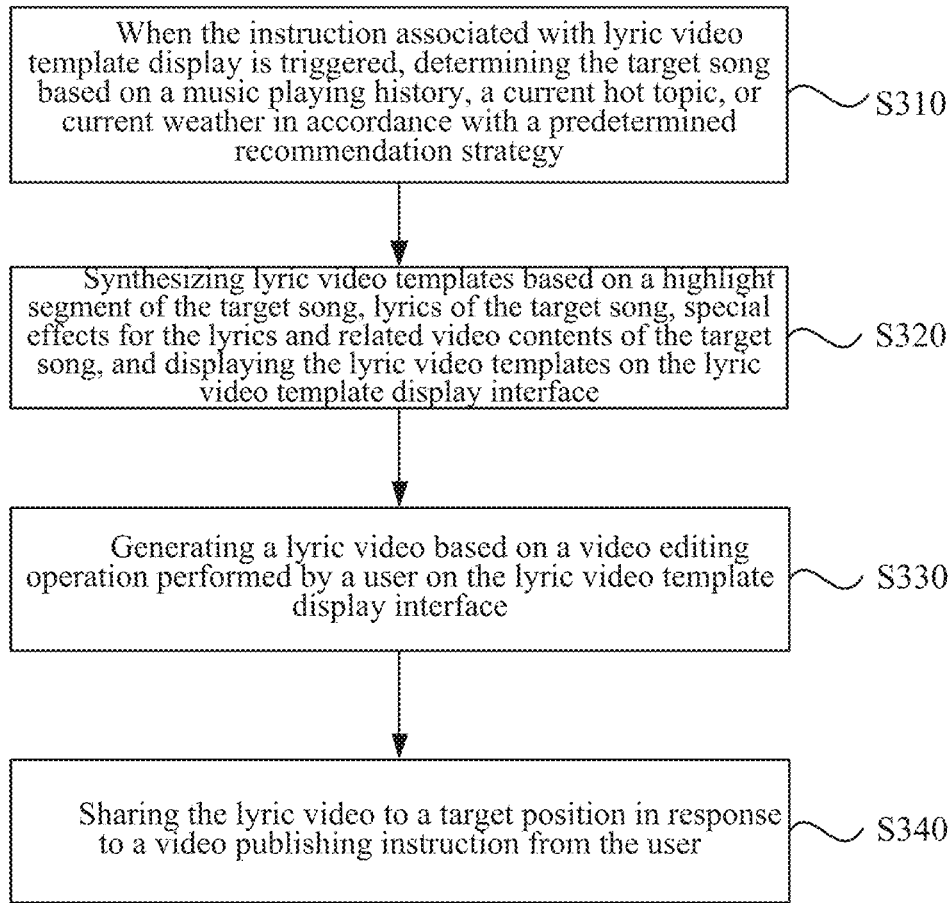 When the instruction associated with lyric video
template display is triggered, determining the target song
based on a music playing history, a current hot topic, or
current weather in accordance with a predetermined
recommendation strategy
S310
Synthesizing lyric video templates based on a highlight
segment of the target song, lyrics of the target song, special
effects for the lyrics and related video contents of the target
song, and displaying the lyric video templates on the lyric
video template display interface
S320
Generating a lyric video based on a video editing
operation performed by a user on the lyric video template
display interface
S330
Sharing the lyric video to a target position in response
to a video publishing instruction from the user
S340